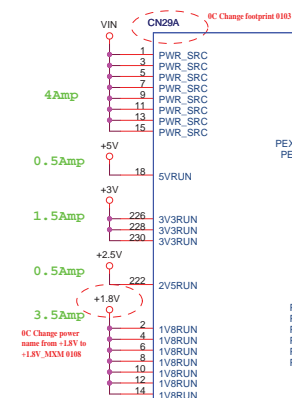 VIN
CN29A
0C Change footprint 0103
1 PWR_SRC
3 PWR_SRC
5 PWR_SRC
7 PWR_SRC
4Amp
9 PWR_SRC
11 PWR_SRC
13 PWR_SRC
15 PWR_SRC
PEX
PE
+5V
0.5Amp
18 5VRUN
+3V
1.5Amp
226 3V3RUN
228 3V3RUN
230 3V3RUN
+2.5V
0.5Amp
222 2V5RUN
+1.8V
3.5Amp
0C Change power
name from +1.8V to
+1.8V_MXM 0108
2 1V8RUN
4 1V8RUN
6 1V8RUN
8 1V8RUN
10 1V8RUN
12 1V8RUN
14 1V8RUN